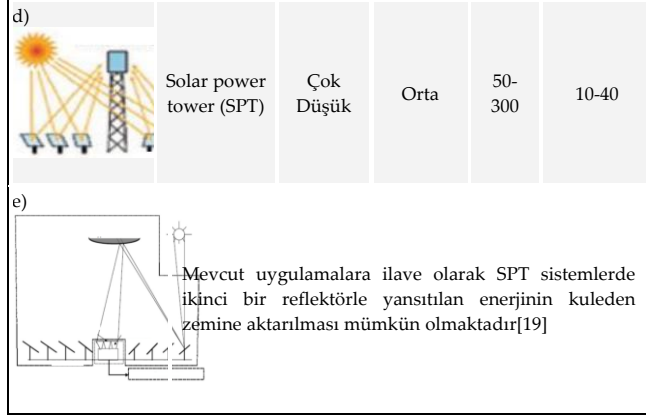 d)
Solar power
tower (SPT)
Çok
Düşük
Orta
50-
300
10-40
e)
Mevcut uygulamalara ilave olarak SPT sistemlerde
ikinci bir reflektörle yansıtılan enerjinin kuleden
zemine aktarılması mümkün olmaktadır[19]